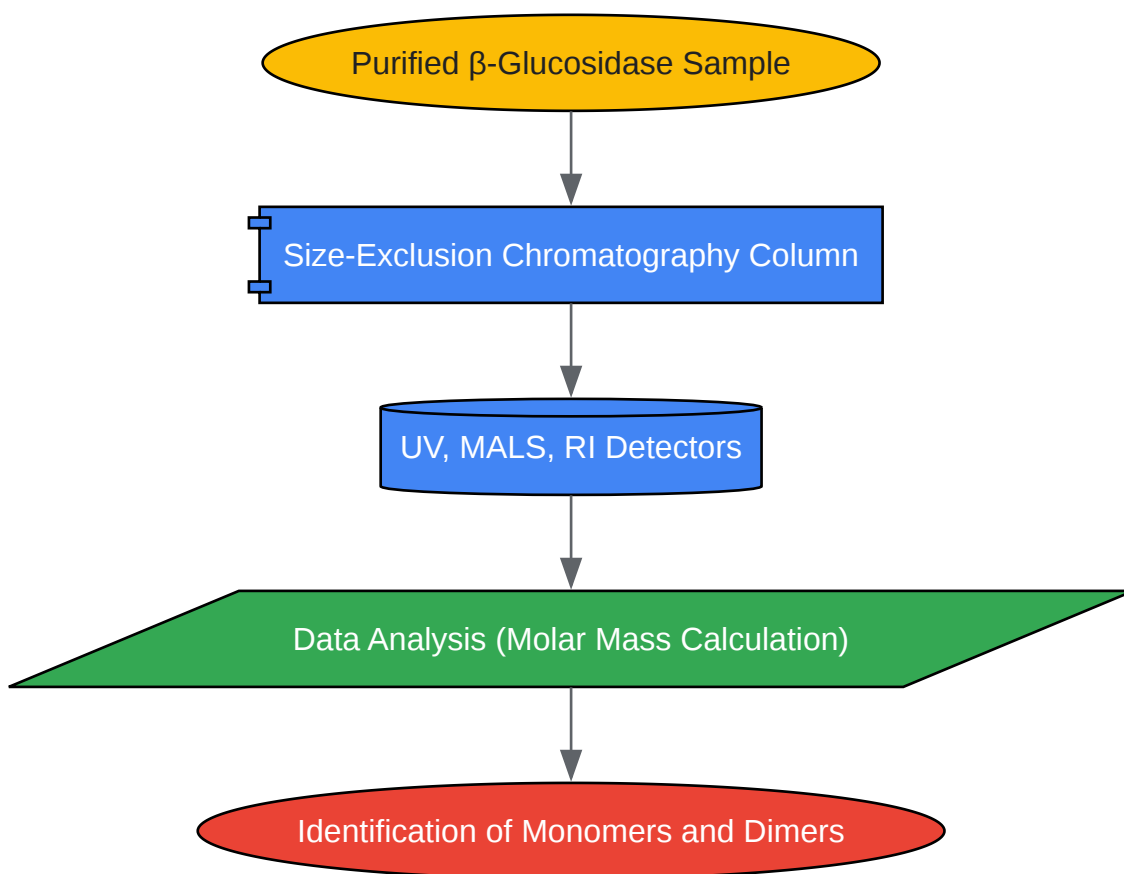 Purified β-Glucosidase Sample
Size-Exclusion Chromatography Column
UV, MALS, RI Detectors
Data Analysis (Molar Mass Calculation)
Identification of Monomers and Dimers